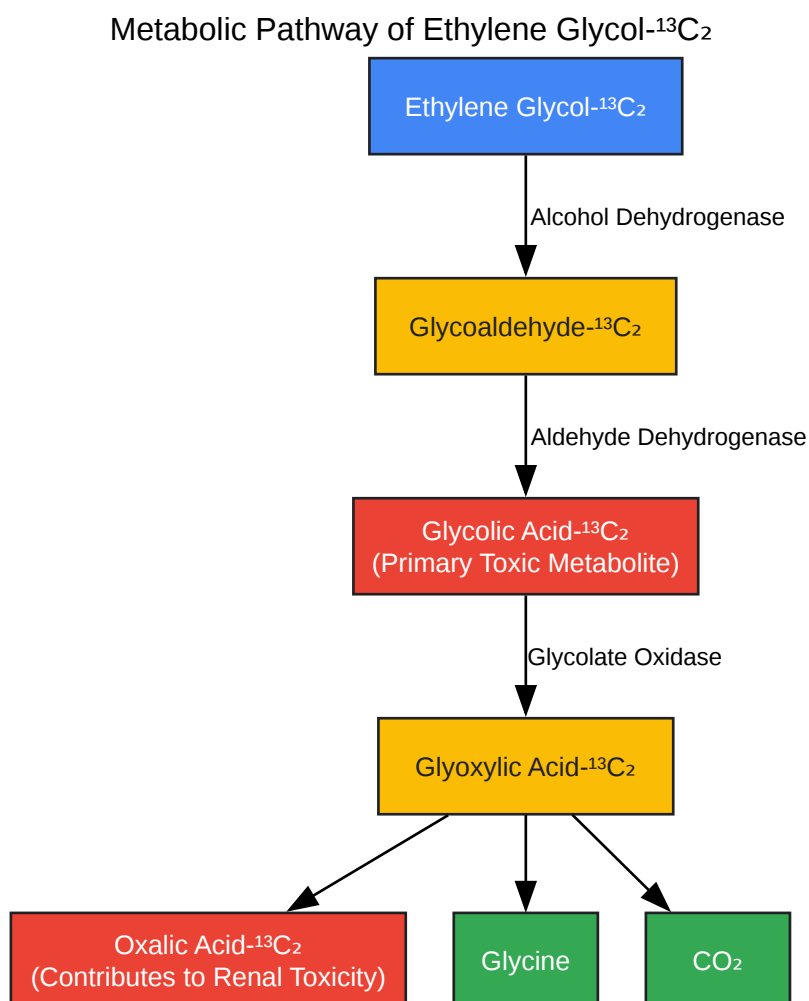 Metabolic Pathway of Ethylene Glycol-¹³C₂
Ethylene Glycol-¹³C₂
Alcohol Dehydrogenase
Glycoaldehyde-¹³C₂
Aldehyde Dehydrogenase
Glycolic Acid-¹³C₂
(Primary Toxic Metabolite)
Glycolate Oxidase
Glyoxylic Acid-¹³C₂
Oxalic Acid-¹³C₂
(Contributes to Renal Toxicity)
Glycine
CO₂